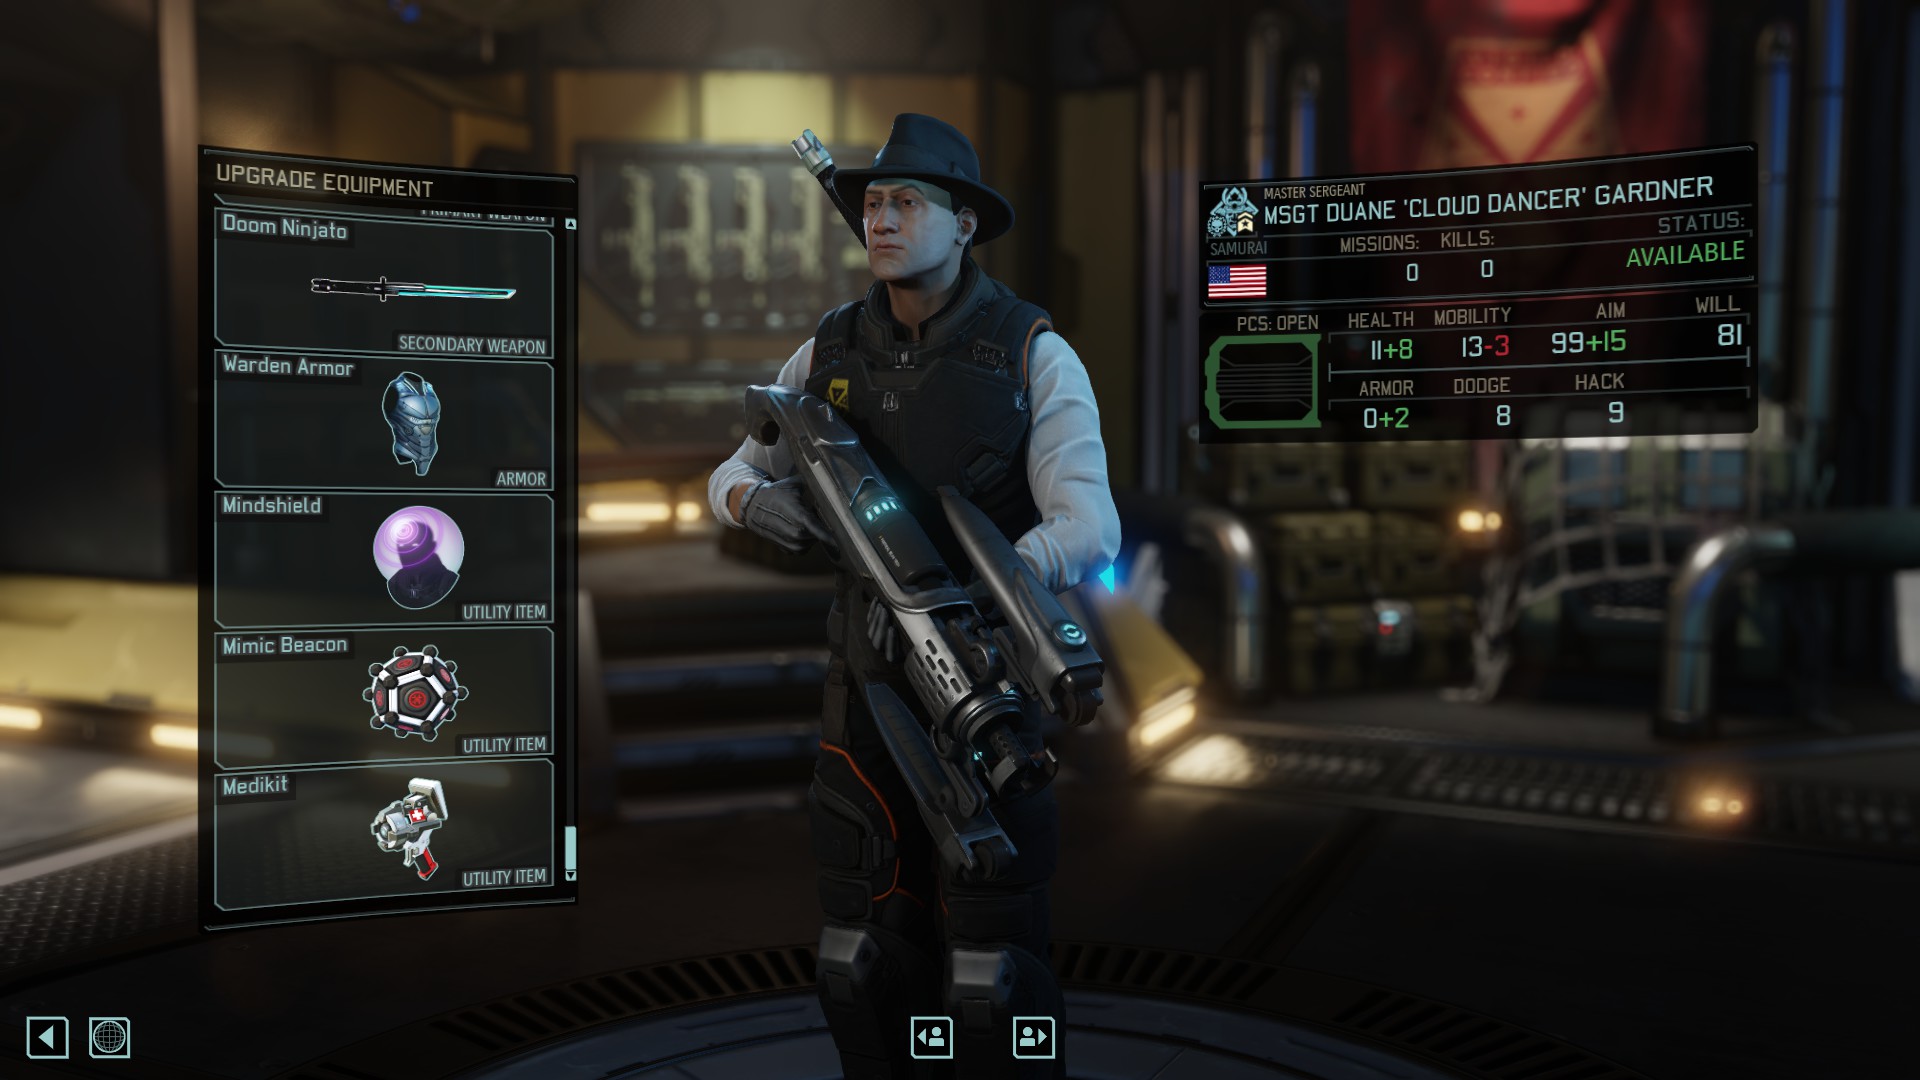 UPGRADE EQUIPMENT
PRIMARY WEAPON
Doom Ninjato
SECONDARY WEAPON
Warden Armor
ARMOR
Mindshield
UTILITY ITEM
Mimic Beacon
UTILITY ITEM
Medikit
UTILITY ITEM
MASTER SERGEANT
MSGT DUANE 'CLOUD DANCER' GARDNER
SAMURAI
MISSIONS: KILLS: STATUS:
0 0 AVAILABLE
PCS: OPEN HEALTH MOBILITY AIM WILL
11+8 13-3 99+15 81
ARMOR DODGE HACK
0+2 8 9